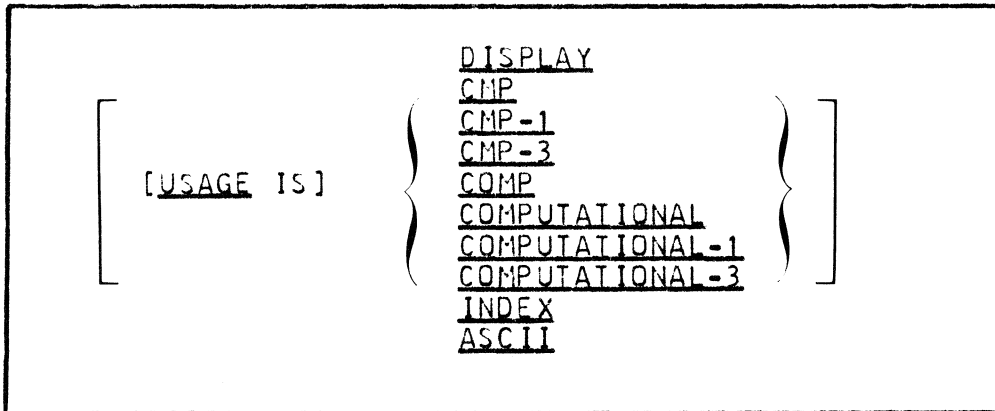 DISPLAY
CMP
CMP-1
CMP-3
[USAGE IS] COMP
COMPUTATIONAL
COMPUTATIONAL-1
COMPUTATIONAL-3
INDEX
ASCII